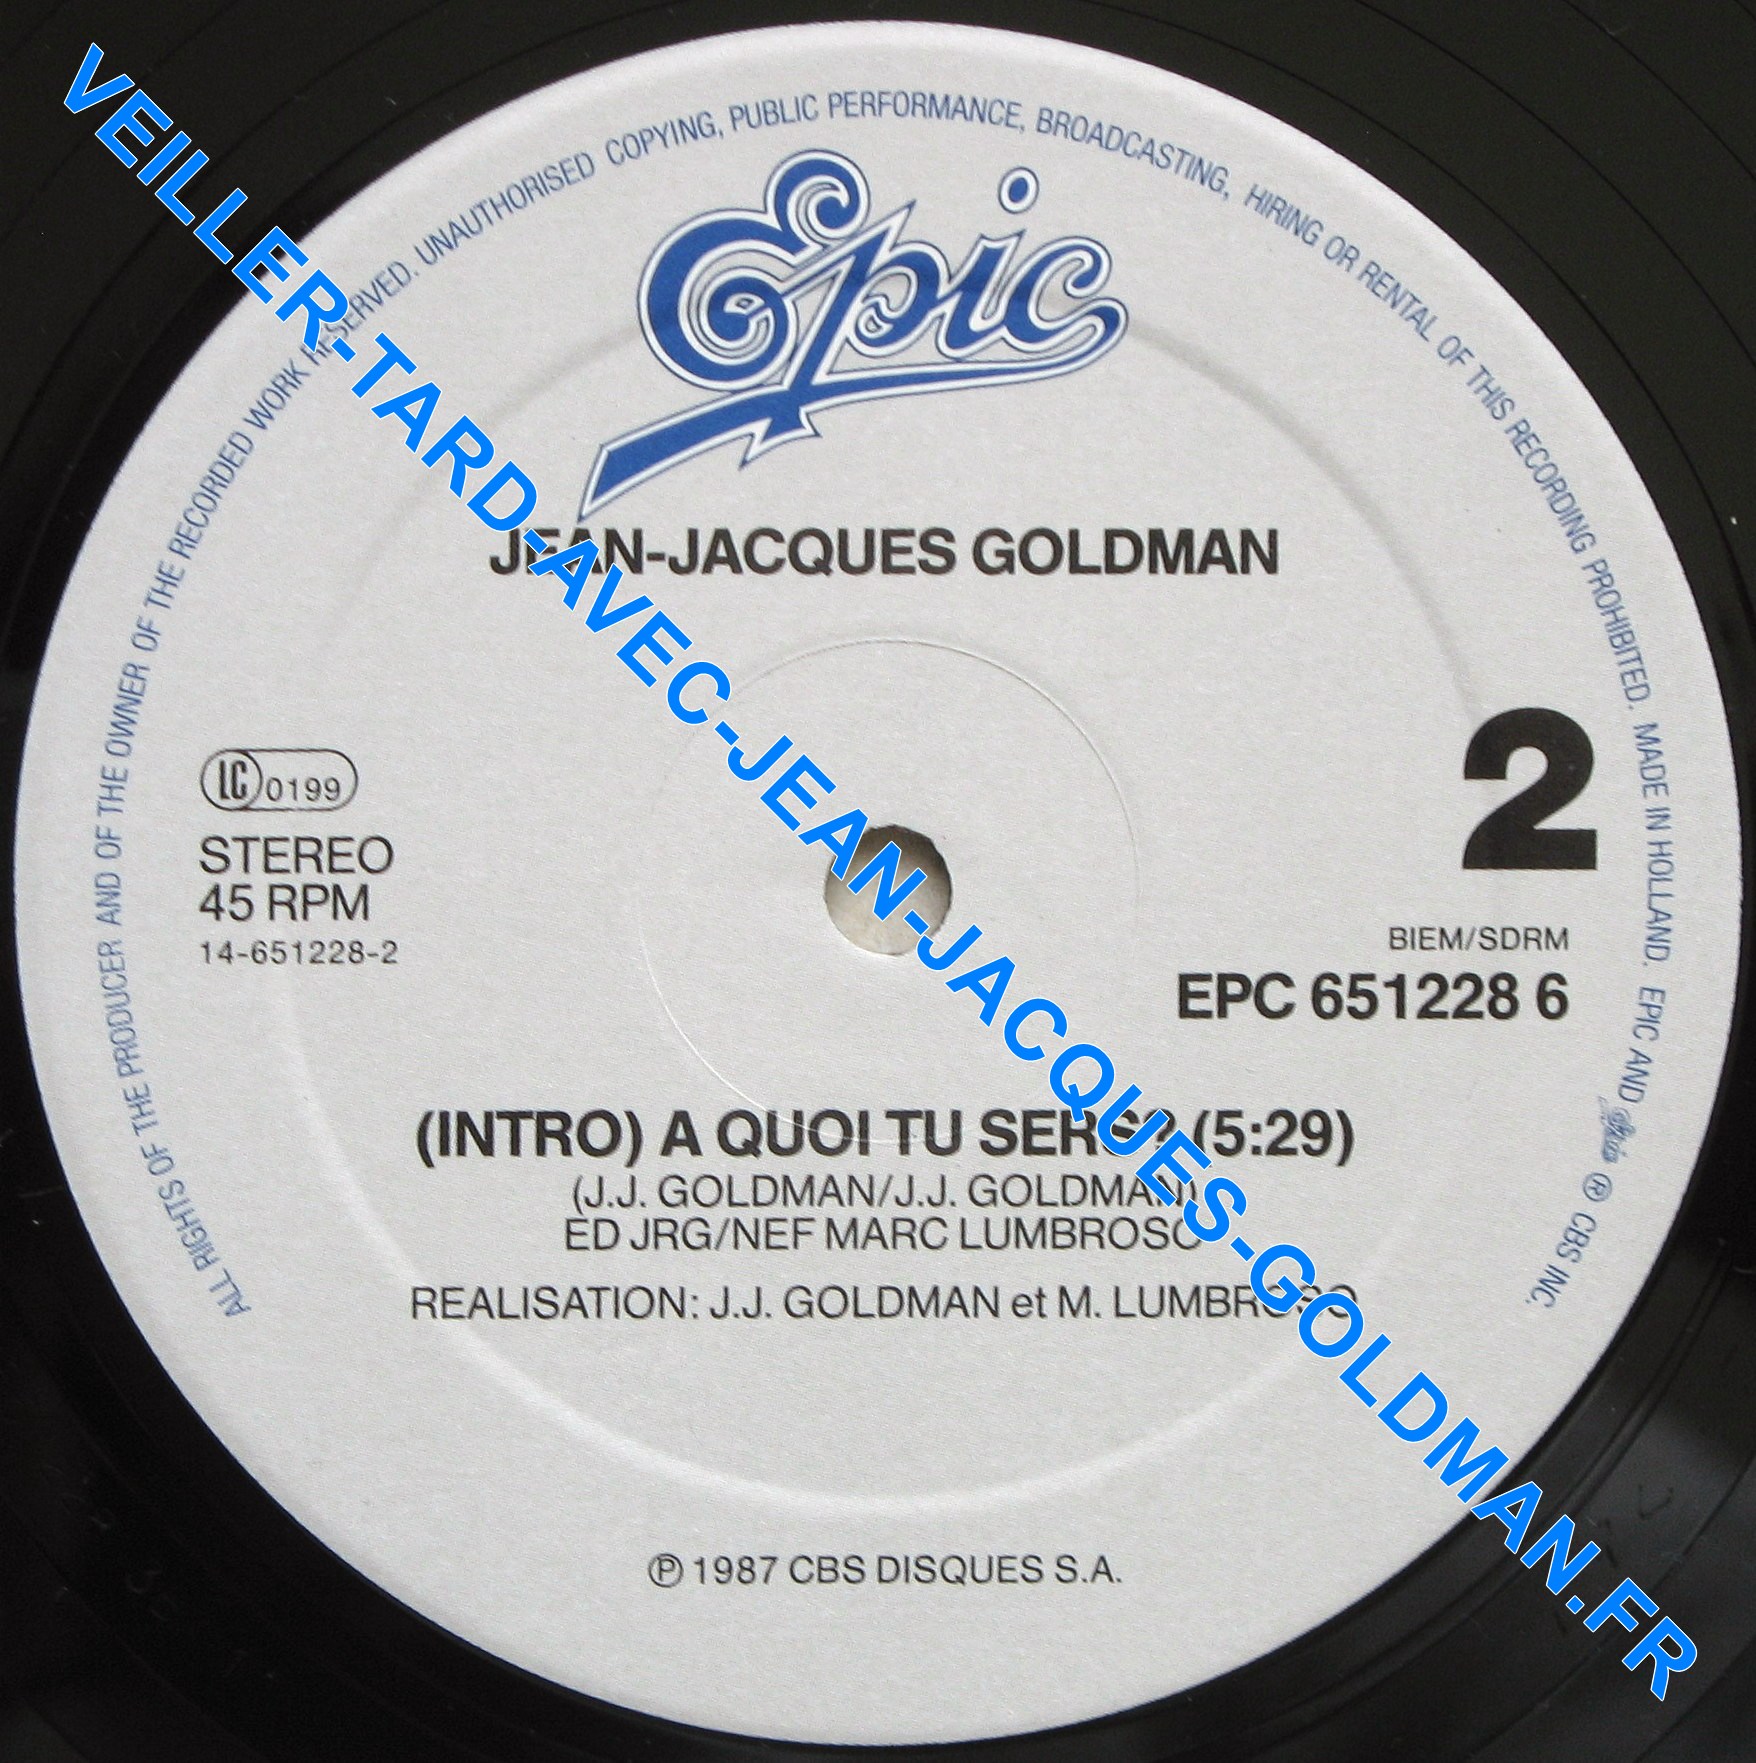 ALL RIGHTS OF THE PRODUCER AND OF THE OWNER OF THE RECORDED WORK RESERVED. UNAUTHORISED COPYING, PUBLIC PERFORMANCE, BROADCASTING, HIRING OR RENTAL OF THIS RECORDING PROHIBITED. MADE IN HOLLAND. EPIC AND Epic ® CBS INC.
Epic
JEAN-JACQUES GOLDMAN
2
LC 0199
STEREO
45 RPM
14-651228-2
BIEM/SDRM
EPC 651228 6
(INTRO) A QUOI TU SERS? (5:29)
(J.J. GOLDMAN/J.J. GOLDMAN)
ED JRG/NEF MARC LUMBROSO
REALISATION: J.J. GOLDMAN et M. LUMBROSO
℗ 1987 CBS DISQUES S.A.
VEILLER-TARD-AVEC-JEAN-JACQUES-GOLDMAN.FR